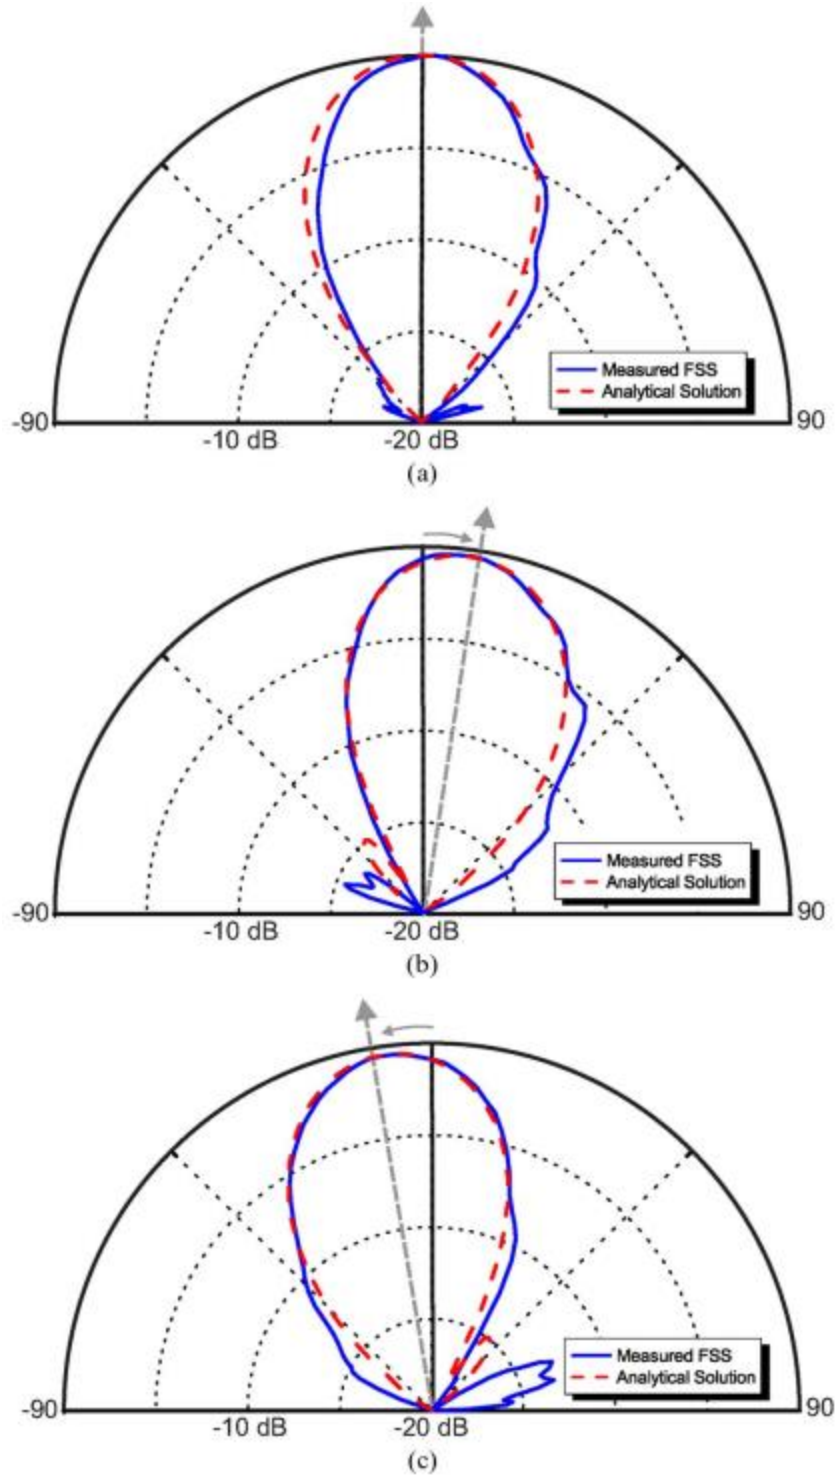 Measured FSS
Analytical Solution
-90
90
-10 dB
-20 dB
(a)
Measured FSS
Analytical Solution
-90
90
-10 dB
-20 dB
(b)
Measured FSS
Analytical Solution
-90
90
-10 dB
-20 dB
(c)